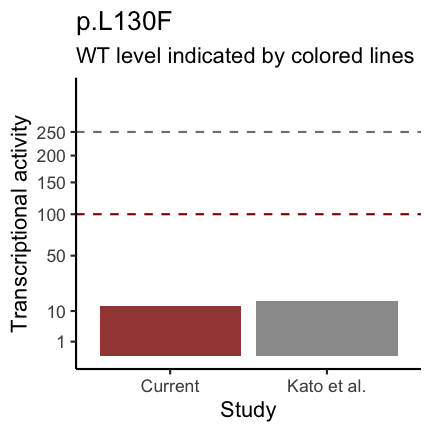 p.L130F
WT level indicated by colored lines
Transcriptional activity
250
200
150
100
50
10
1
Current
Kato et al.
Study